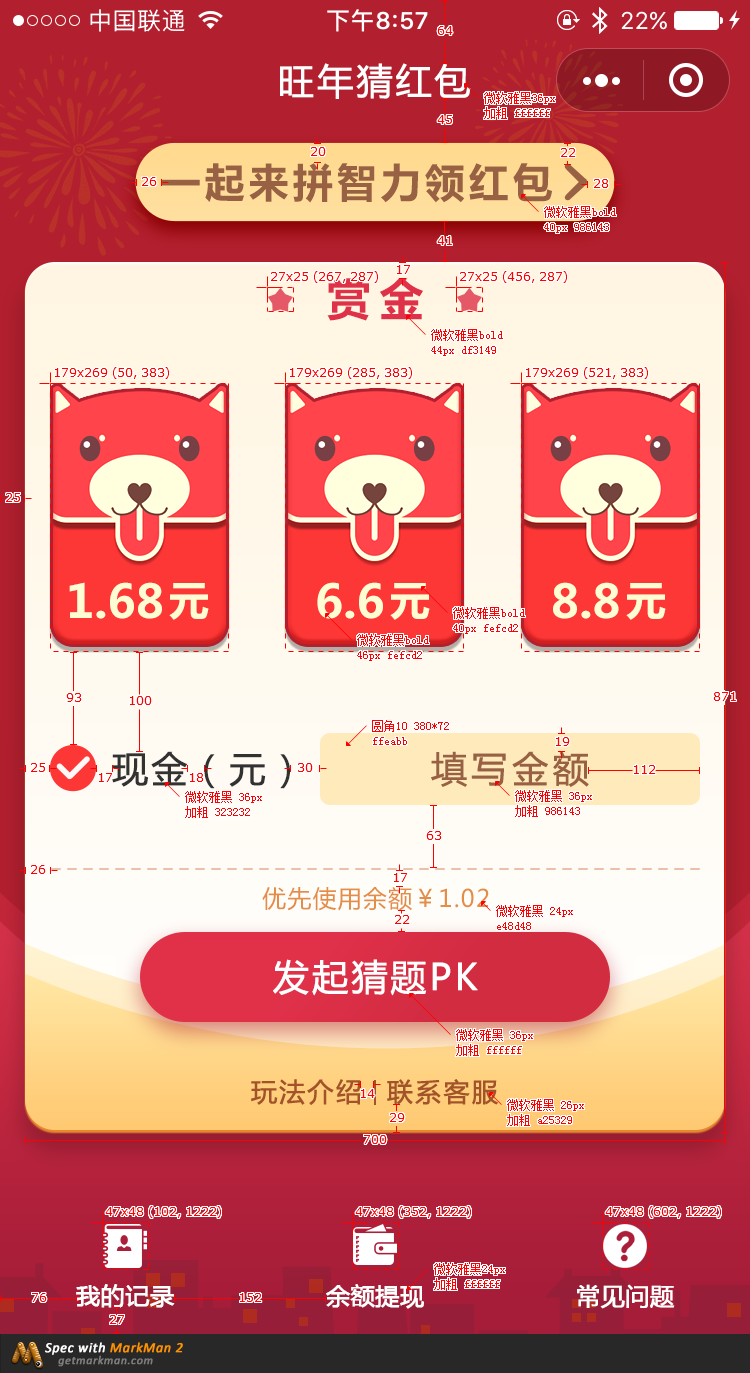 中国联通 下午8:57 22%
64
旺年猜红包
微软雅黑36px
加粗 ffffff
45
20 22
26 一起来拼智力领红包 28
微软雅黑bold
40px 986143
41
17
27x25 (267, 287) 27x25 (456, 287)
赏金
微软雅黑bold
44px df3149
179x269 (50, 383) 179x269 (285, 383) 179x269 (521, 383)
25
1.68元 6.6元 8.8元
微软雅黑bold
40px fefcd2
微软雅黑bold
46px fefcd2
93 100 871
圆角10 380*72
ffeabb
19
25 17 现金(元) 18 30 填写金额 112
微软雅黑 36px
加粗 323232
微软雅黑 36px
加粗 986143
63
26
17
优先使用余额¥1.02
微软雅黑 24px
e48d48
22
发起猜题PK
微软雅黑 36px
加粗 ffffff
玩法介绍 14 | 联系客服
微软雅黑 26px
加粗 a25329
29
700
47x48 (102, 1222) 47x48 (352, 1222) 47x48 (602, 1222)
微软雅黑24px
加粗 ffffff
76 我的记录 152 余额提现 常见问题
27
Spec with MarkMan 2
getmarkman.com